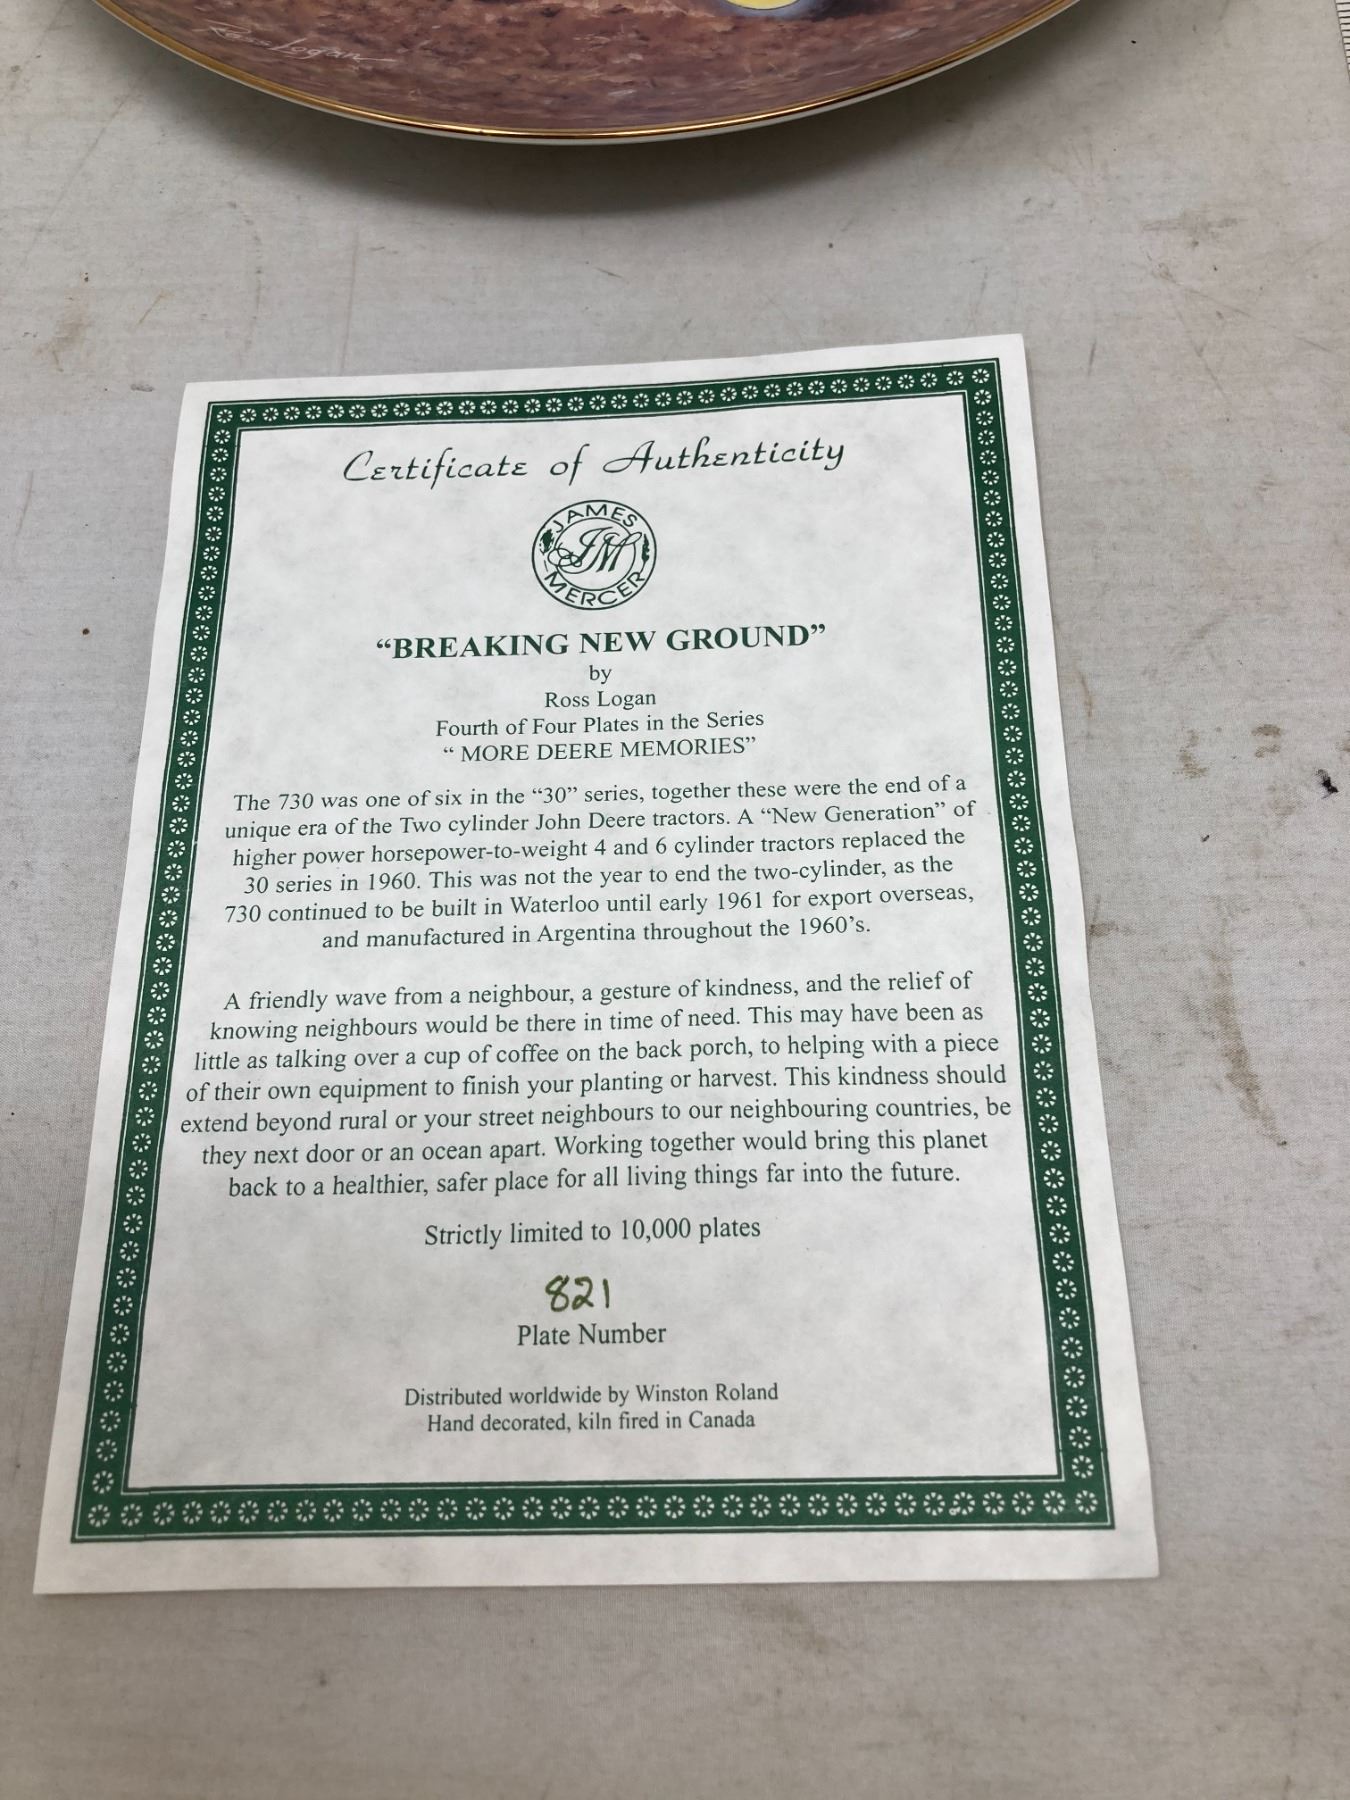 Ross Logan
Certificate of Authenticity
JAMES
JM
MERCER
“BREAKING NEW GROUND”
by
Ross Logan
Fourth of Four Plates in the Series
“ MORE DEERE MEMORIES”
The 730 was one of six in the “30” series, together these were the end of a
unique era of the Two cylinder John Deere tractors. A “New Generation” of
higher power horsepower-to-weight 4 and 6 cylinder tractors replaced the
30 series in 1960. This was not the year to end the two-cylinder, as the
730 continued to be built in Waterloo until early 1961 for export overseas,
and manufactured in Argentina throughout the 1960’s.
A friendly wave from a neighbour, a gesture of kindness, and the relief of
knowing neighbours would be there in time of need. This may have been as
little as talking over a cup of coffee on the back porch, to helping with a piece
of their own equipment to finish your planting or harvest. This kindness should
extend beyond rural or your street neighbours to our neighbouring countries, be
they next door or an ocean apart. Working together would bring this planet
back to a healthier, safer place for all living things far into the future.
Strictly limited to 10,000 plates
821
Plate Number
Distributed worldwide by Winston Roland
Hand decorated, kiln fired in Canada